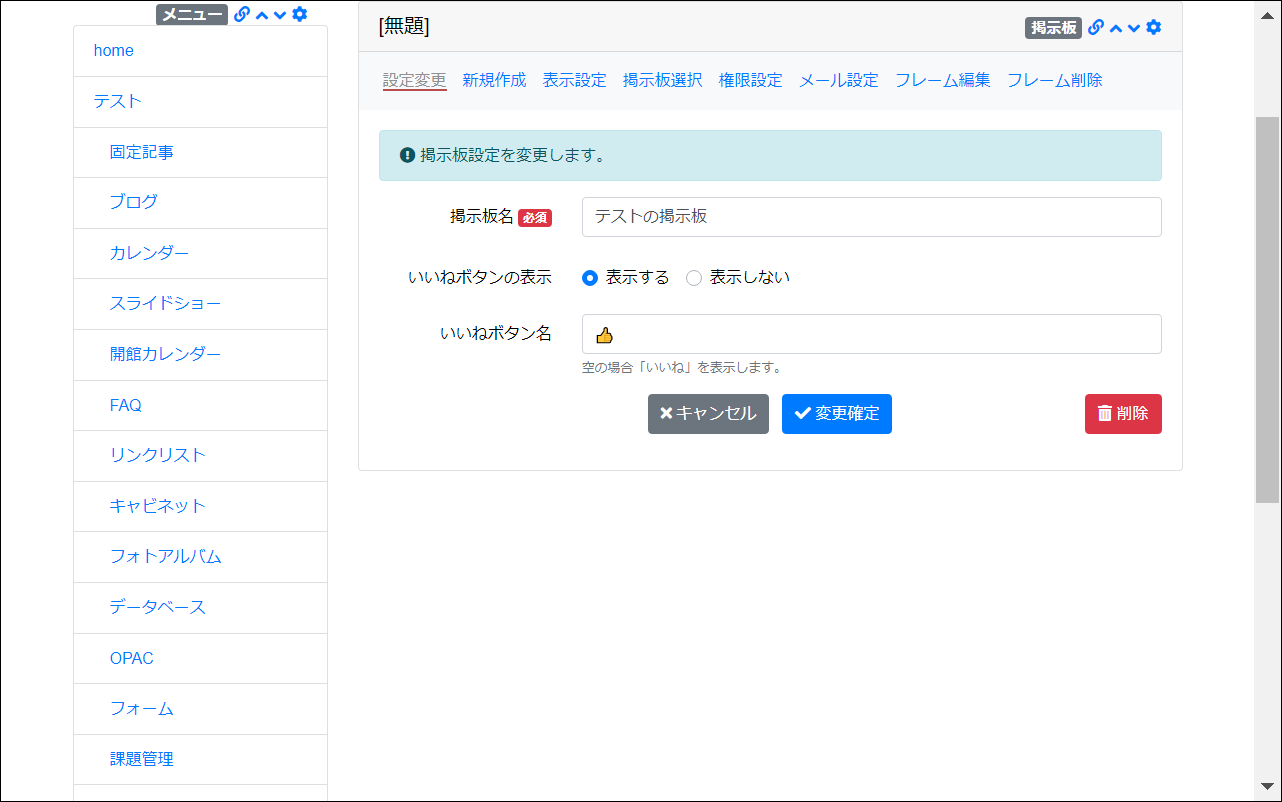 メニュー
home
テスト
固定記事
ブログ
カレンダー
スライドショー
開館カレンダー
FAQ
リンクリスト
キャビネット
フォトアルバム
データベース
OPAC
フォーム
課題管理
[無題] 掲示板
設定変更 新規作成 表示設定 掲示板選択 権限設定 メール設定 フレーム編集 フレーム削除
掲示板設定を変更します。
掲示板名 必須 テストの掲示板
いいねボタンの表示 表示する 表示しない
いいねボタン名 👍
空の場合「いいね」を表示します。
キャンセル 変更確定 削除